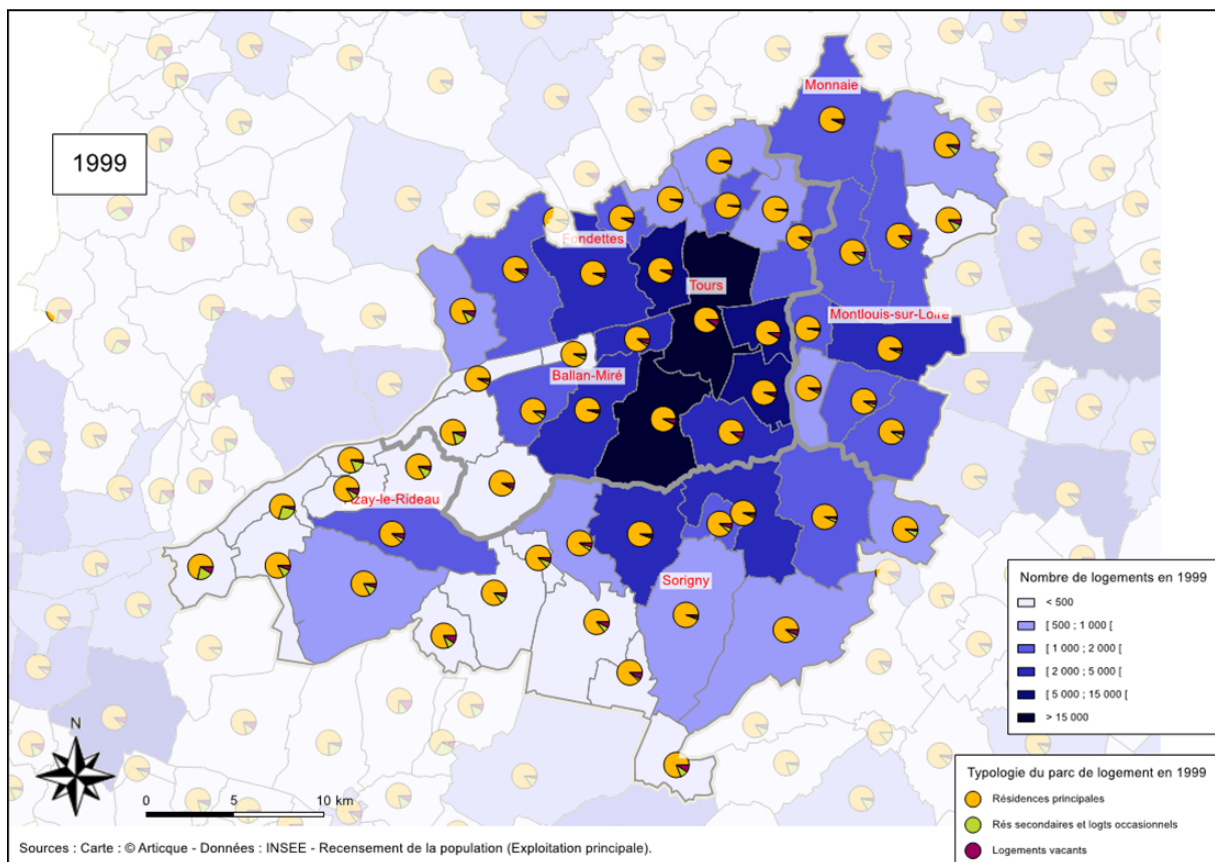 Monnaie
1999
Fondettes
Tours
Montlouis-sur-Loire
Ballan-Miré
Azay-le-Rideau
Sorigny
Nombre de logements en 1999
< 500
[ 500 ; 1 000 [
[ 1 000 ; 2 000 [
[ 2 000 ; 5 000 [
[ 5 000 ; 15 000 [
> 15 000
N
0 5 10 km
Typologie du parc de logement en 1999
Résidences principales
Rés secondaires et logts occasionnels
Logements vacants
Sources : Carte : © Articque - Données : INSEE - Recensement de la population (Exploitation principale).